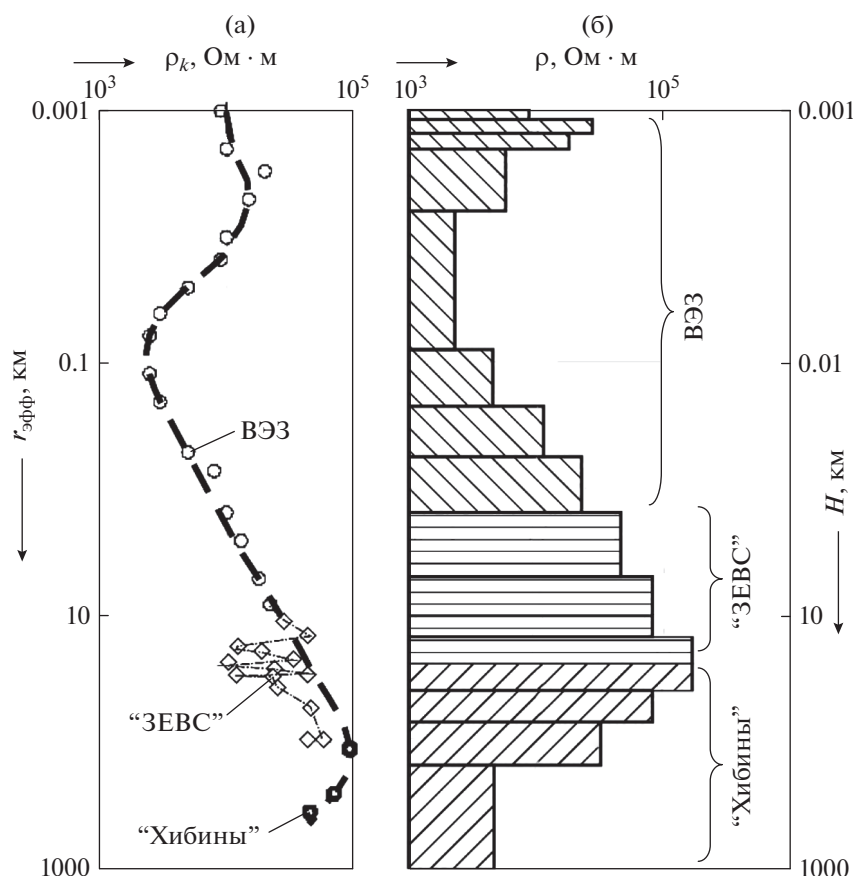 (а)
ρk, Ом · м
10³
10⁵
0.001
0.1
10
1000
rэфф, км
ВЭЗ
“ЗЕВС”
“Хибины”
(б)
ρ, Ом · м
10³
10⁵
0.001
0.01
10
1000
H, км
ВЭЗ
“ЗЕВС”
“Хибины”